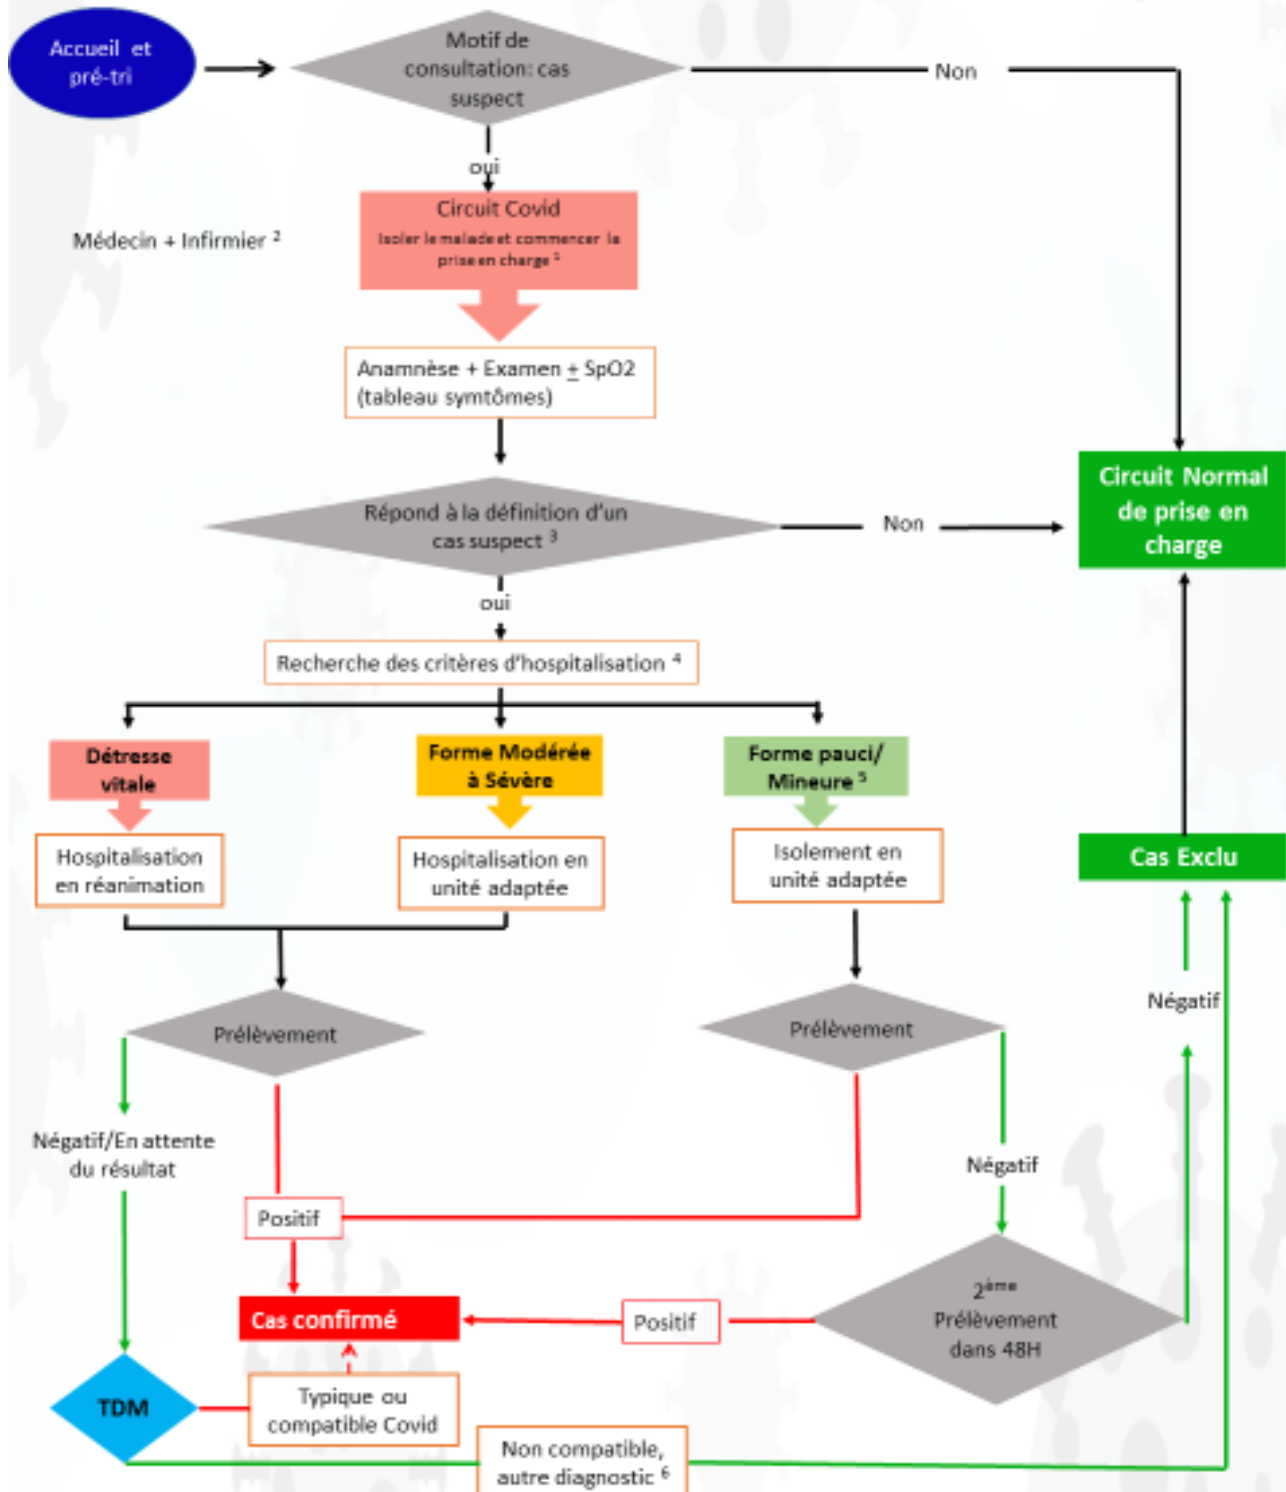 Accueil et
pré-tri
Motif de
consultation: cas
suspect
Non
oui
Circuit Covid
Isoler le malade et commencer la
prise en charge 1
Médecin + Infirmier 2
Anamnèse + Examen ± SpO2
(tableau symtômes)
Répond à la définition d'un
cas suspect 3
Non
Circuit Normal
de prise en
charge
oui
Recherche des critères d'hospitalisation 4
Détresse
vitale
Forme Modérée
à Sévère
Forme pauci/
Mineure 5
Hospitalisation
en réanimation
Hospitalisation en
unité adaptée
Isolement en
unité adaptée
Cas Exclu
Prélèvement
Prélèvement
Négatif
Négatif/En attente
du résultat
Négatif
Positif
2ème
Prélèvement
dans 48H
Cas confirmé
Positif
TDM
Typique ou
compatible Covid
Non compatible,
autre diagnostic 6